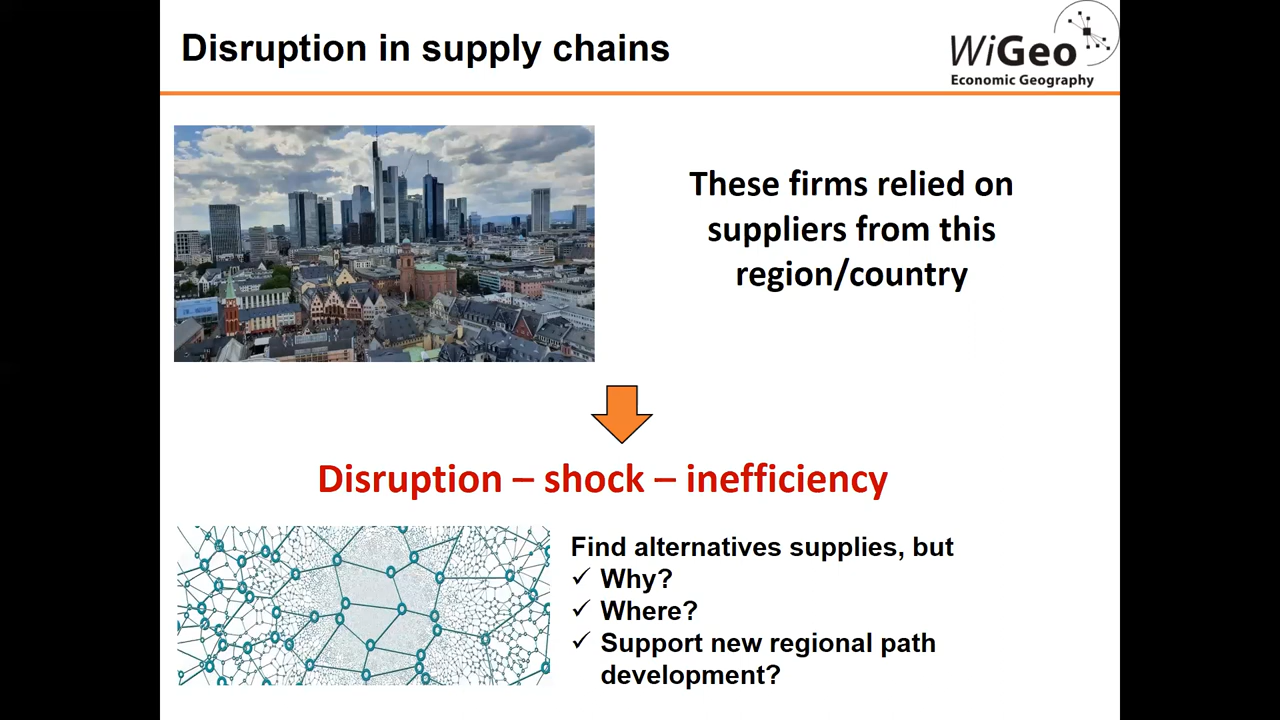 Disruption in supply chains
WiGeo
Economic Geography
These firms relied on
suppliers from this
region/country
Disruption – shock – inefficiency
Find alternatives supplies, but
✓ Why?
✓ Where?
✓ Support new regional path
development?